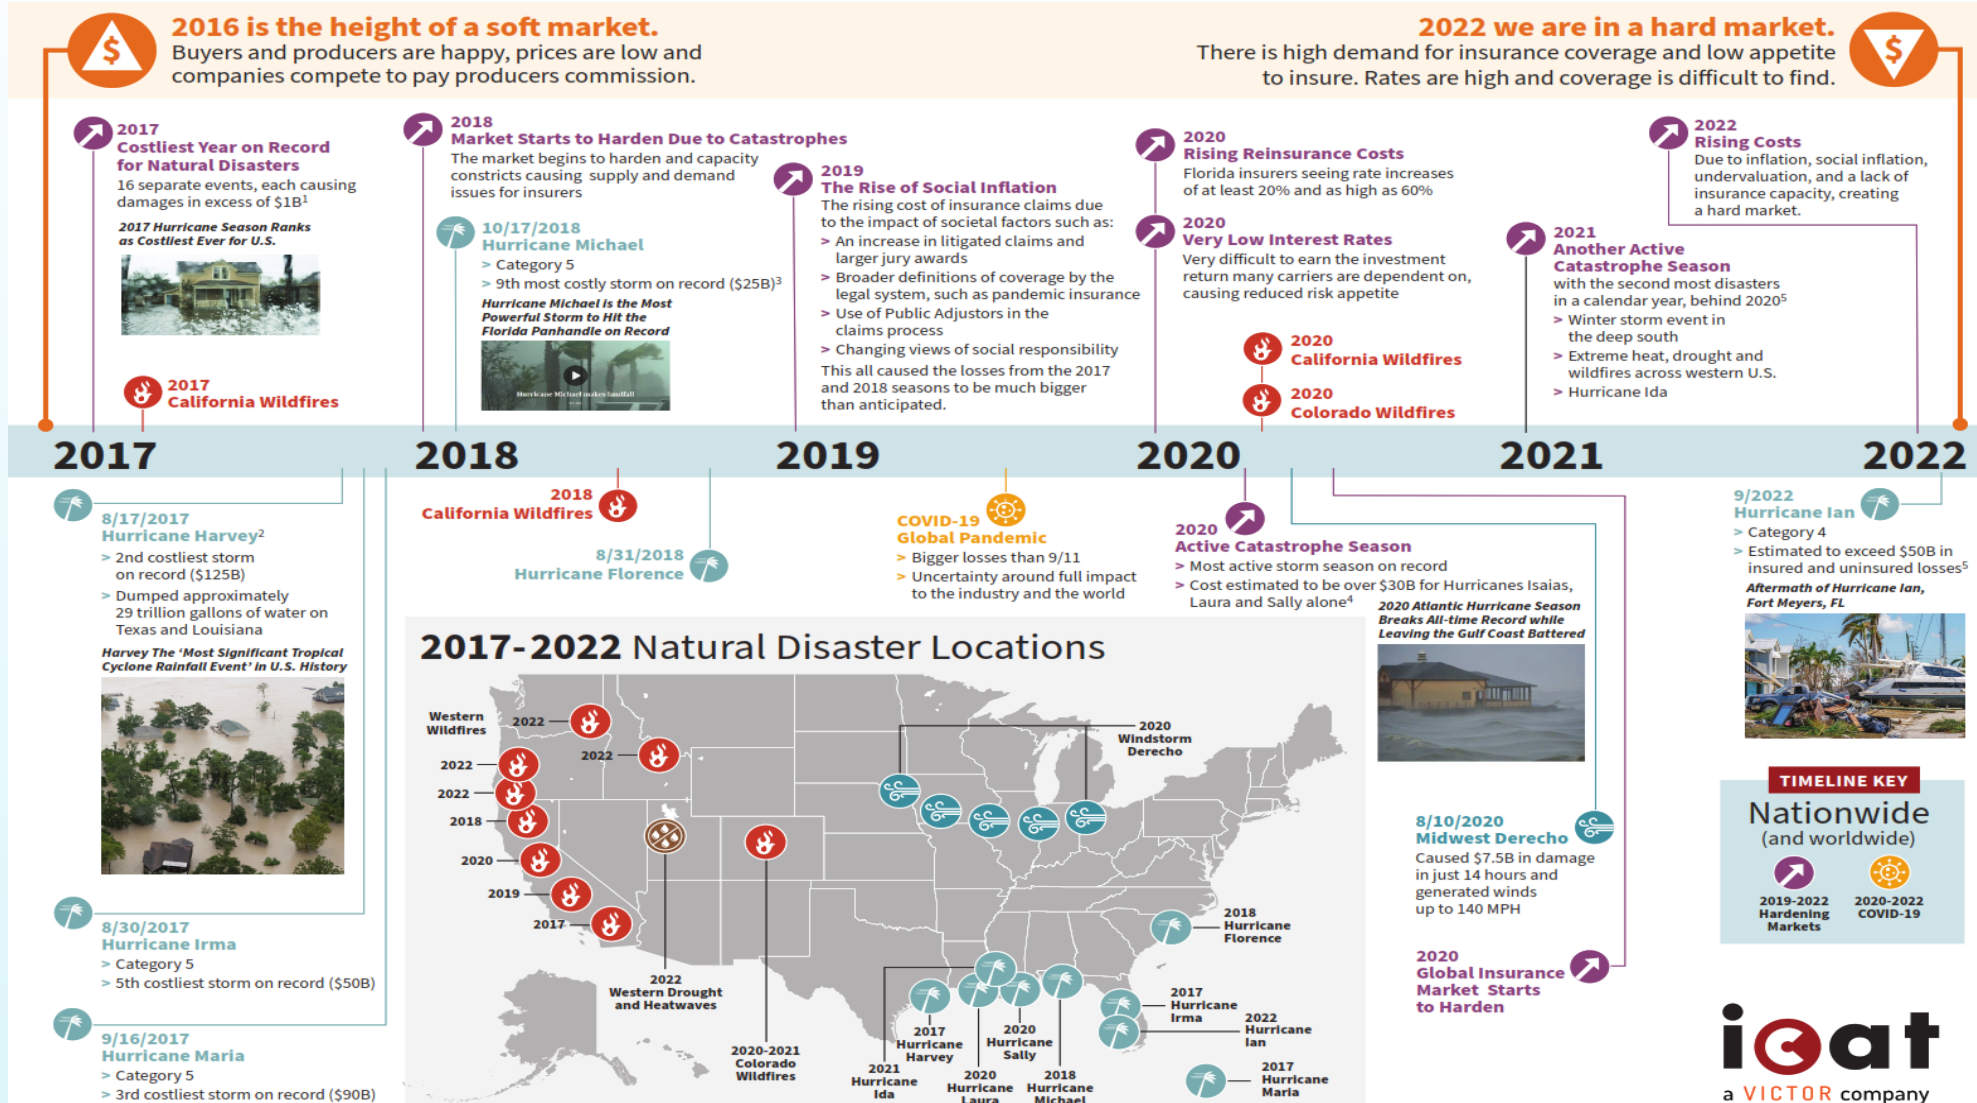 2016 is the height of a soft market.
Buyers and producers are happy, prices are low and
companies compete to pay producers commission.
2022 we are in a hard market.
There is high demand for insurance coverage and low appetite
to insure. Rates are high and coverage is difficult to find.
2017
Costliest Year on Record
for Natural Disasters
16 separate events, each causing
damages in excess of $1B1
2017 Hurricane Season Ranks
as Costliest Ever for U.S.
2017
California Wildfires
2018
Market Starts to Harden Due to Catastrophes
The market begins to harden and capacity
constricts causing supply and demand
issues for insurers
10/17/2018
Hurricane Michael
> Category 5
> 9th most costly storm on record ($25B)3
Hurricane Michael is the Most
Powerful Storm to Hit the
Florida Panhandle on Record
Hurricane Michael makes landfall
2019
The Rise of Social Inflation
The rising cost of insurance claims due
to the impact of societal factors such as:
> An increase in litigated claims and
larger jury awards
> Broader definitions of coverage by the
legal system, such as pandemic insurance
> Use of Public Adjustors in the
claims process
> Changing views of social responsibility
This all caused the losses from the 2017
and 2018 seasons to be much bigger
than anticipated.
2020
Rising Reinsurance Costs
Florida insurers seeing rate increases
of at least 20% and as high as 60%
2020
Very Low Interest Rates
Very difficult to earn the investment
return many carriers are dependent on,
causing reduced risk appetite
2020
California Wildfires
2020
Colorado Wildfires
2021
Another Active
Catastrophe Season
with the second most disasters
in a calendar year, behind 20205
> Winter storm event in
the deep south
> Extreme heat, drought and
wildfires across western U.S.
> Hurricane Ida
2022
Rising Costs
Due to inflation, social inflation,
undervaluation, and a lack of
insurance capacity, creating
a hard market.
2017 2018 2019 2020 2021 2022
8/17/2017
Hurricane Harvey2
> 2nd costliest storm
on record ($125B)
> Dumped approximately
29 trillion gallons of water on
Texas and Louisiana
Harvey The ‘Most Significant Tropical
Cyclone Rainfall Event’ in U.S. History
8/30/2017
Hurricane Irma
> Category 5
> 5th costliest storm on record ($50B)
9/16/2017
Hurricane Maria
> Category 5
> 3rd costliest storm on record ($90B)
2018
California Wildfires
8/31/2018
Hurricane Florence
COVID-19
Global Pandemic
> Bigger losses than 9/11
> Uncertainty around full impact
to the industry and the world
2020
Active Catastrophe Season
> Most active storm season on record
> Cost estimated to be over $30B for Hurricanes Isaias,
Laura and Sally alone4
2020 Atlantic Hurricane Season
Breaks All-time Record while
Leaving the Gulf Coast Battered
8/10/2020
Midwest Derecho
Caused $7.5B in damage
in just 14 hours and
generated winds
up to 140 MPH
2020
Global Insurance
Market Starts
to Harden
9/2022
Hurricane Ian
> Category 4
> Estimated to exceed $50B in
insured and uninsured losses5
Aftermath of Hurricane Ian,
Fort Meyers, FL
2017-2022 Natural Disaster Locations
Western
Wildfires
2022
2022
2022
2022
2018
2020
2019
2017
2020
Windstorm
Derecho
2022
Western Drought
and Heatwaves
2020-2021
Colorado
Wildfires
2021
Hurricane
Ida
2017
Hurricane
Harvey
2020
Hurricane
Laura
2020
Hurricane
Sally
2018
Hurricane
Michael
2018
Hurricane
Florence
2017
Hurricane
Irma
2022
Hurricane
Ian
2017
Hurricane
Maria
TIMELINE KEY
Nationwide
(and worldwide)
2019-2022
Hardening
Markets
2020-2022
COVID-19
icat
a VICTOR company